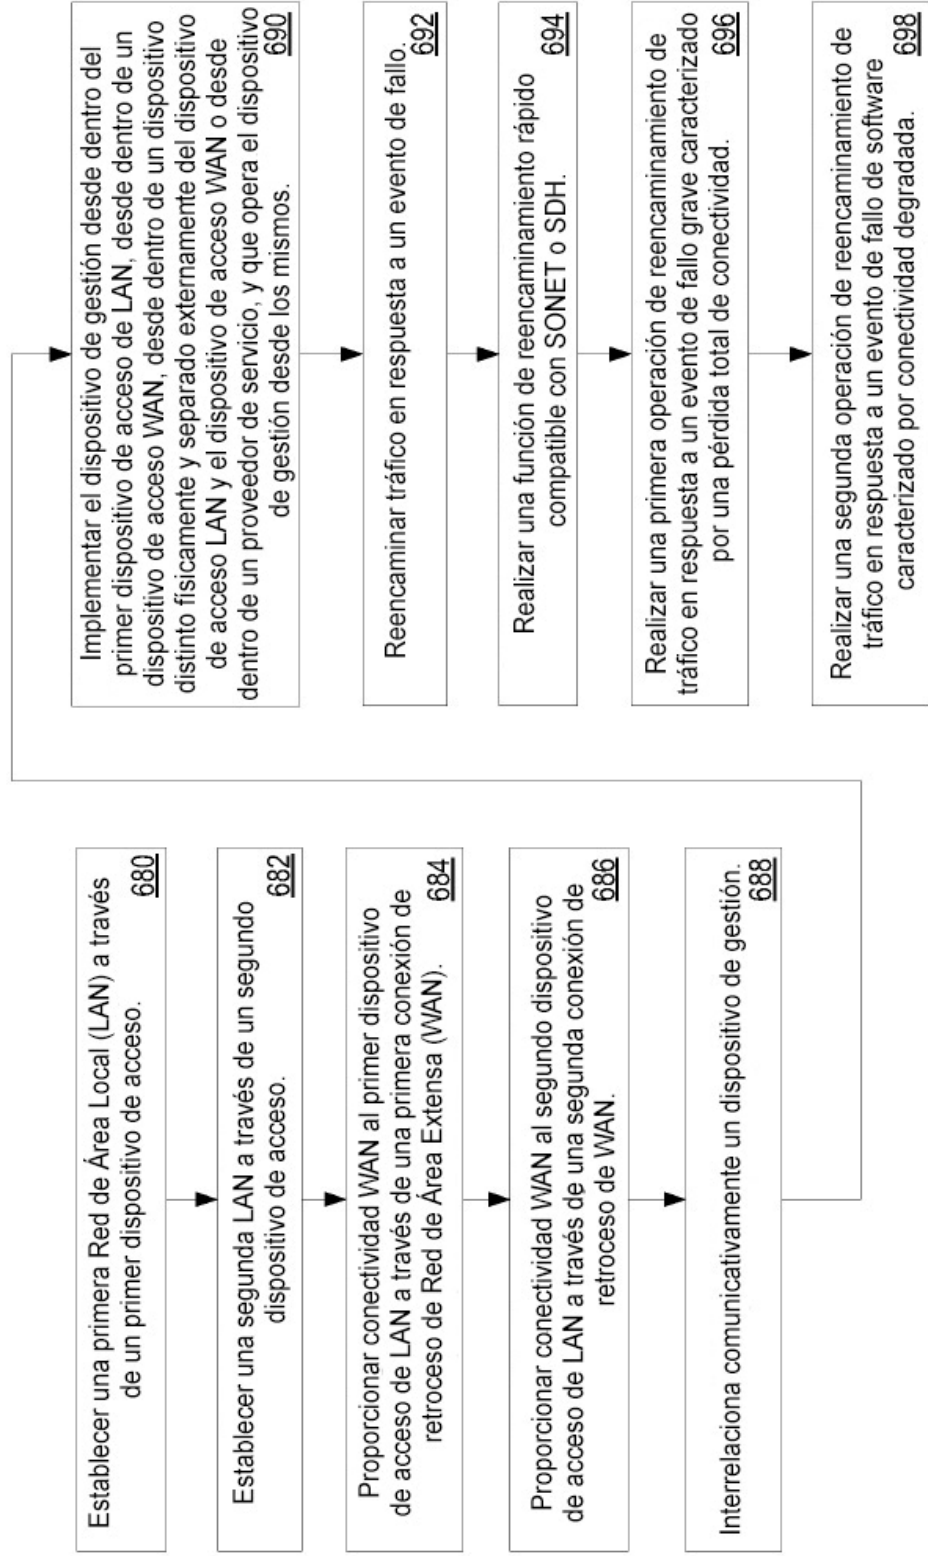 Establecer una primera Red de Área Local (LAN) a través
de un primer dispositivo de acceso.
680
Establecer una segunda LAN a través de un segundo
dispositivo de acceso.
682
Proporcionar conectividad WAN al primer dispositivo
de acceso de LAN a través de una primera conexión de
retroceso de Red de Área Extensa (WAN).
684
Proporcionar conectividad WAN al segundo dispositivo
de acceso de LAN a través de una segunda conexión de
retroceso de WAN.
686
Interrelaciona comunicativamente un dispositivo de gestión.
688
Implementar el dispositivo de gestión desde dentro del
primer dispositivo de acceso de LAN, desde dentro de un
dispositivo de acceso WAN, desde dentro de un dispositivo
distinto físicamente y separado externamente del dispositivo
de acceso LAN y el dispositivo de acceso WAN o desde
dentro de un proveedor de servicio, y que opera el dispositivo
de gestión desde los mismos.
690
Reencaminar tráfico en respuesta a un evento de fallo.
692
Realizar una función de reencaminamiento rápido
compatible con SONET o SDH.
694
Realizar una primera operación de reencaminamiento de
tráfico en respuesta a un evento de fallo grave caracterizado
por una pérdida total de conectividad.
696
Realizar una segunda operación de reencaminamiento de
tráfico en respuesta a un evento de fallo de software
caracterizado por conectividad degradada.
698